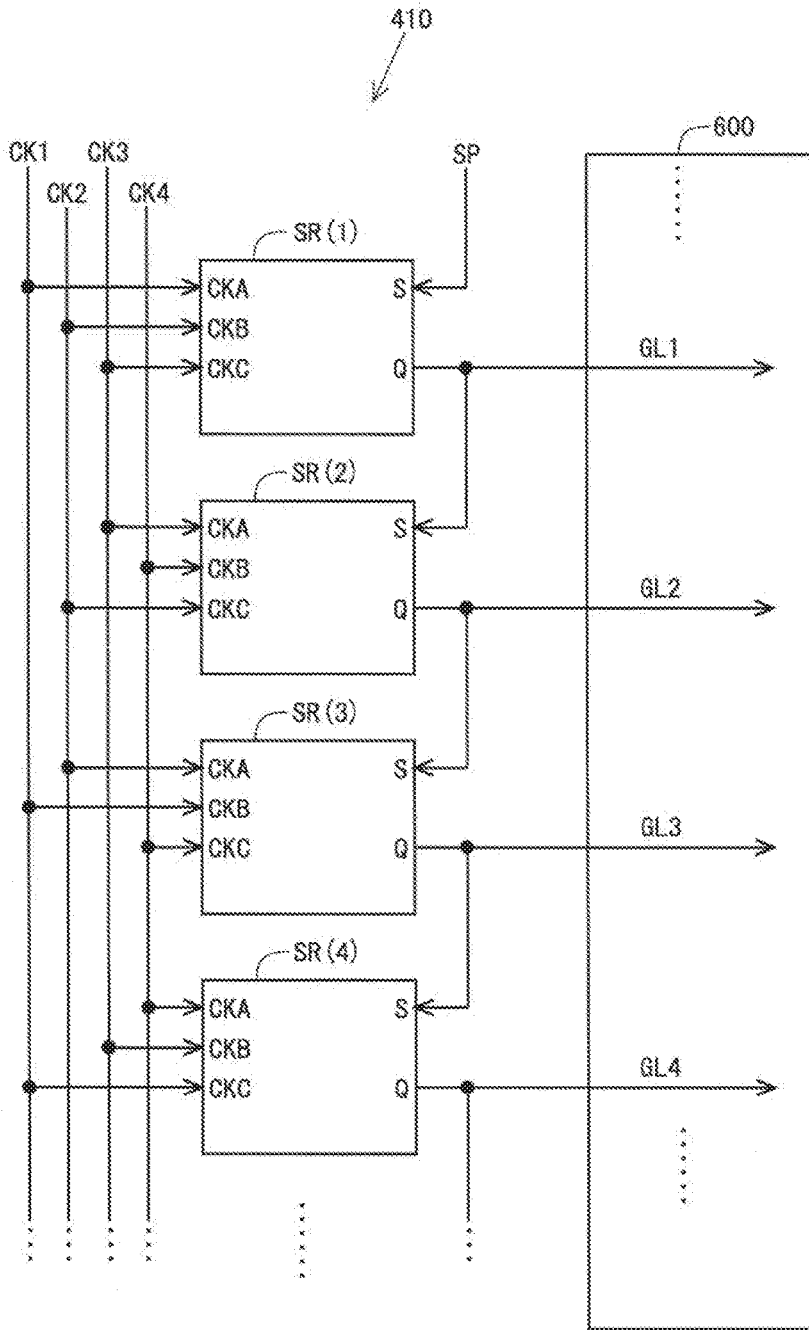 410
600
CK1 CK3 SP
CK2 CK4
SR(1)
CKA S
CKB
CKC Q GL1
SR(2)
CKA S
CKB
CKC Q GL2
SR(3)
CKA S
CKB
CKC Q GL3
SR(4)
CKA S
CKB
CKC Q GL4